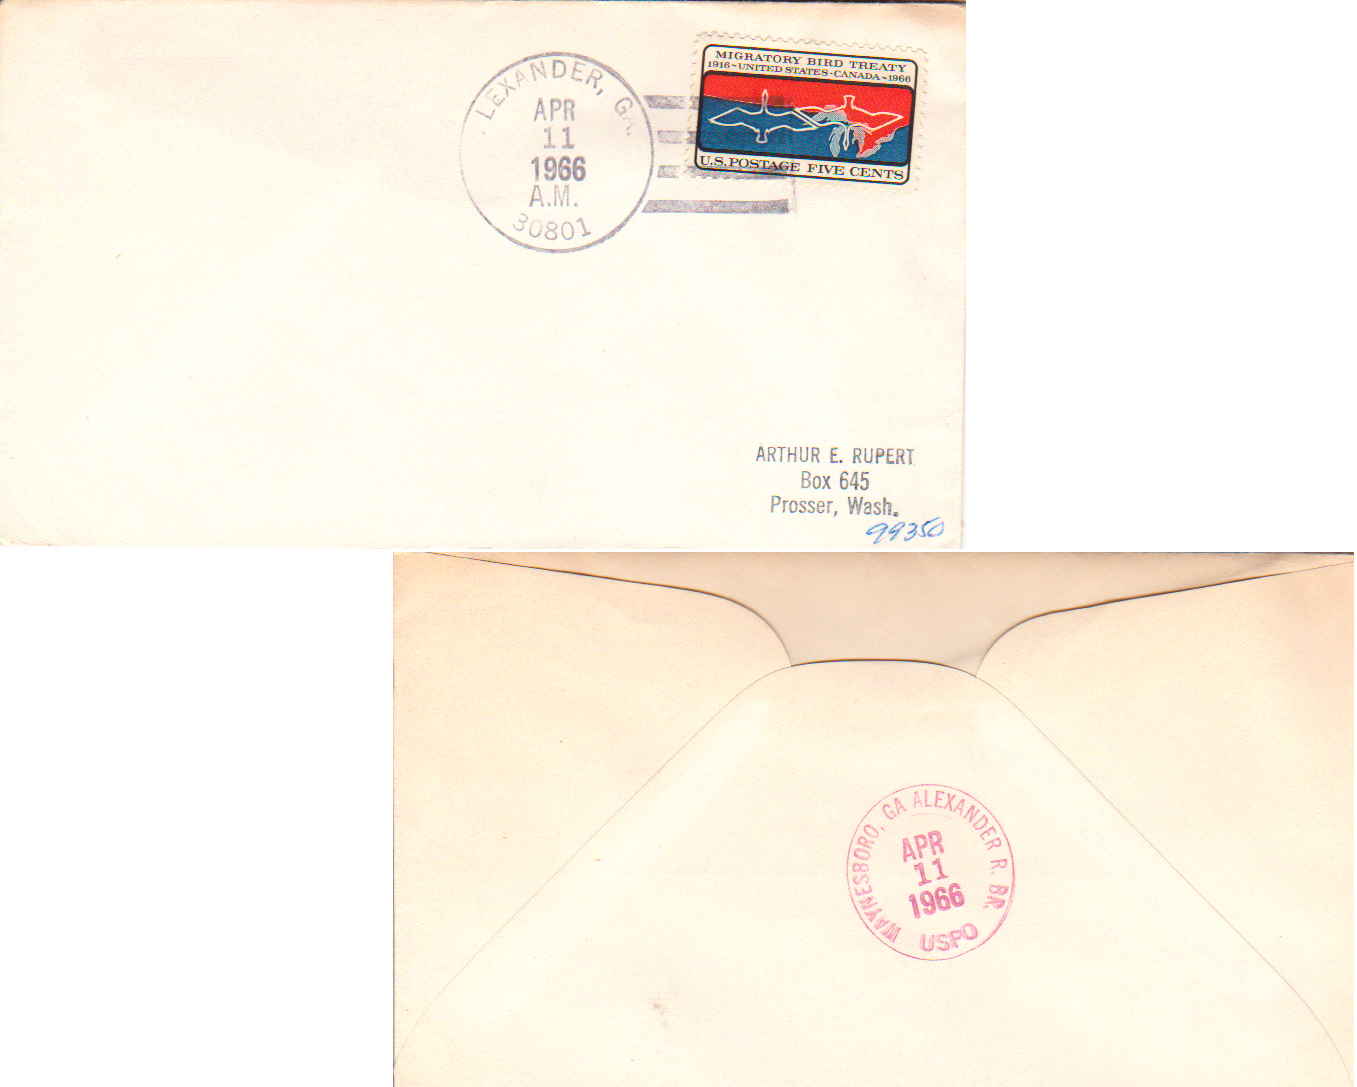 LEXANDER, GA.
APR
11
1966
A.M.
30801
MIGRATORY BIRD TREATY
1916~UNITED STATES·CANADA~1966
U.S. POSTAGE FIVE CENTS
ARTHUR E. RUPERT
Box 645
Prosser, Wash.
99350
WAYNESBORO, GA ALEXANDER R. BR.
APR
11
1966
USPO